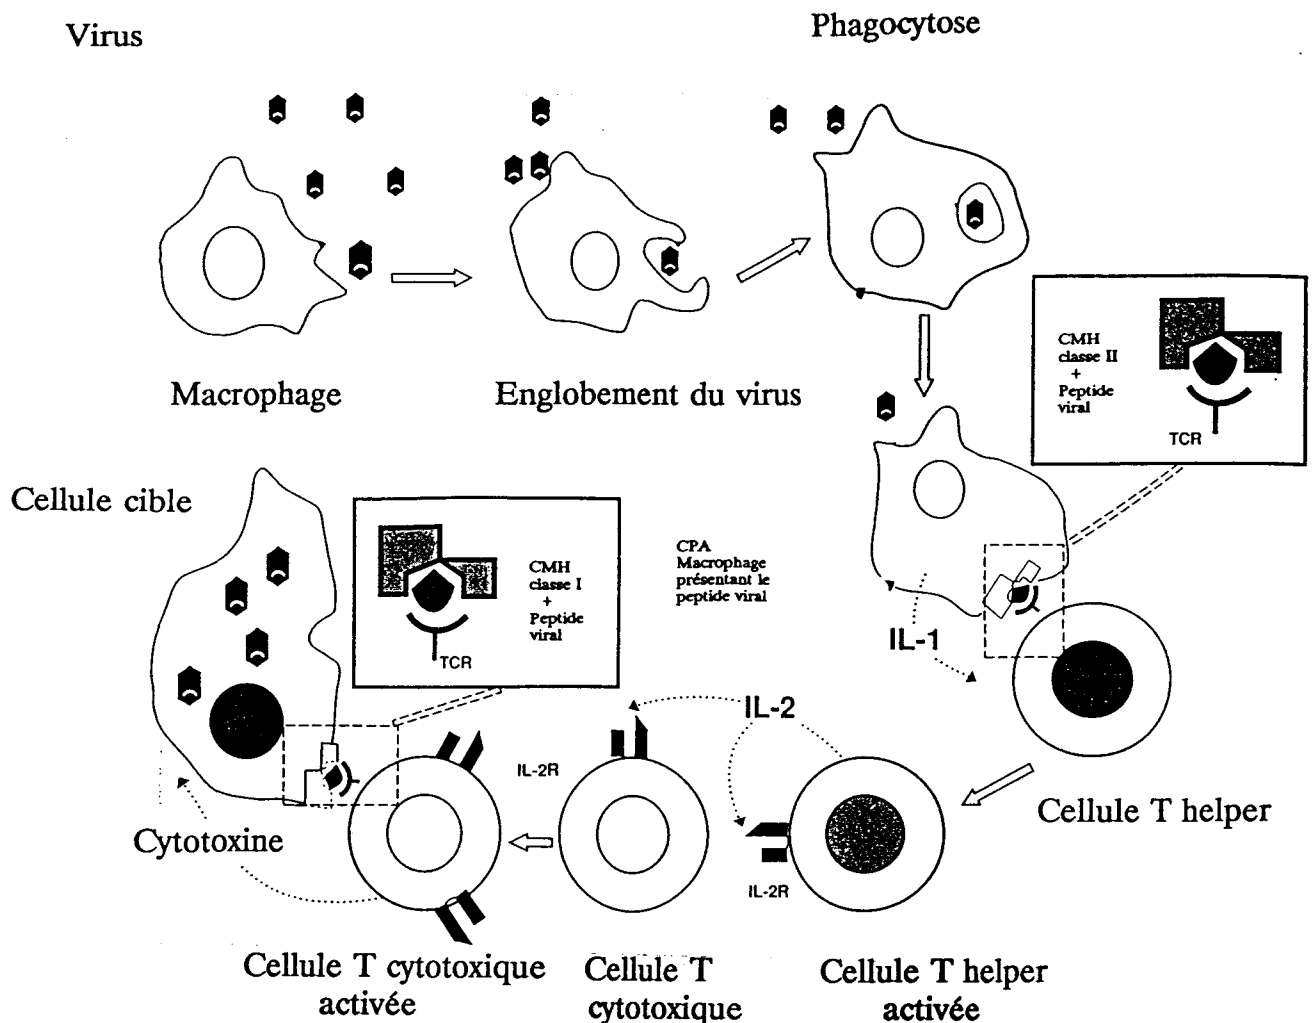 Virus
Phagocytose
Macrophage
Englobement du virus
CMH
classe II
+
Peptide
viral
TCR
Cellule cible
CMH
classe I
+
Peptide
viral
TCR
CPA
Macrophage
présentant le
peptide viral
IL-1
IL-2
IL-2R
Cellule T helper
Cytotoxine
IL-2R
Cellule T cytotoxique
activée
Cellule T
cytotoxique
Cellule T helper
activée